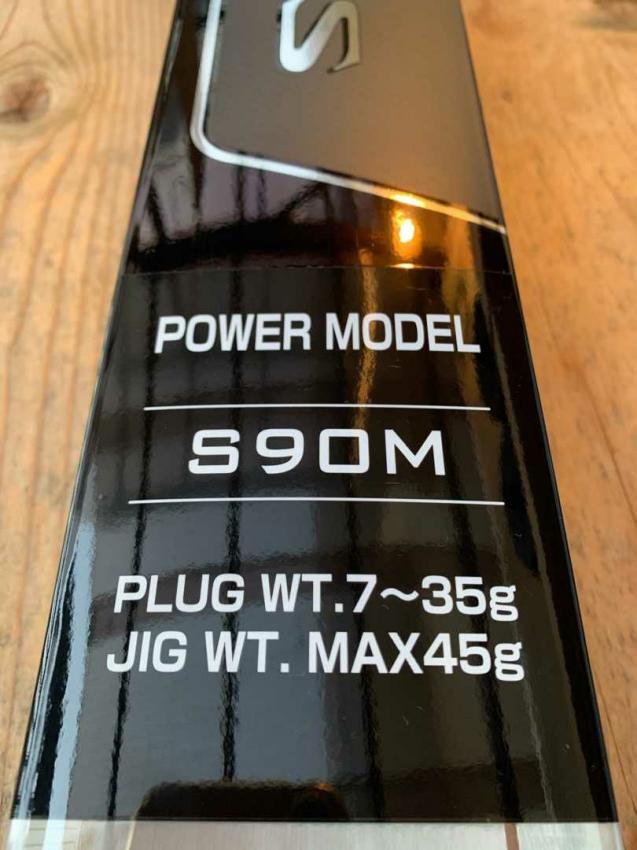 S
POWER MODEL
S90M
PLUG WT.7～35g
JIG WT. MAX45g